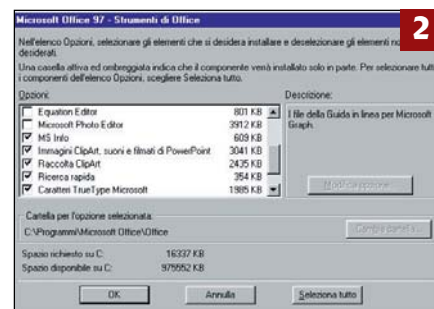 Microsoft Office 97 - Strumenti di Office
2
Nell'elenco Opzioni, selezionare gli elementi che si desidera installare e deselezionare gli elementi
desiderati.
Una casella attiva ed ombreggiata indica che il componente verrà installato solo in parte. Per selezionare
i componenti dell'elenco Opzioni, scegliere Seleziona tutto.
Opzioni:
Descrizione:
Equation Editor 801 KB
Microsoft Photo Editor 3912 KB
MS Info 609 KB
Immagini ClipArt, suoni e filmati di PowerPoint 3041 KB
Raccolta ClipArt 2435 KB
Ricerca rapida 354 KB
Caratteri TrueType Microsoft 1985 KB
I file della Guida in linea per Microsoft
Graph.
Modifica opzione...
Cartella per l'opzione selezionata:
C:\Programmi\Microsoft Office\Office
Cambia cartella...
Spazio richiesto su C: 16337 KB
Spazio disponibile su C: 975552 KB
OK
Annulla
Seleziona tutto